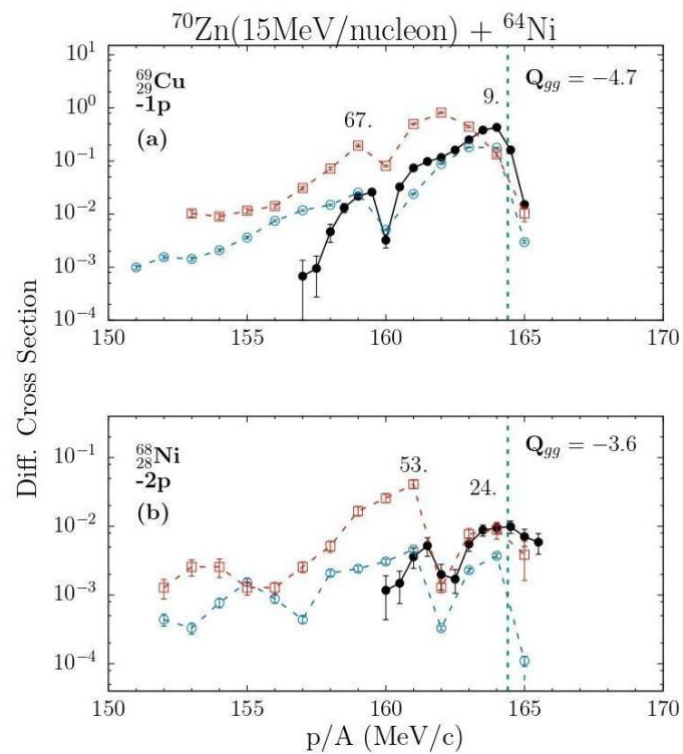 ⁷⁰Zn(15MeV/nucleon) + ⁶⁴Ni
Diff. Cross Section
⁶⁹₂₉Cu
-1p
(a)
67.
9.
Q_gg = −4.7
10¹
10⁰
10⁻¹
10⁻²
10⁻³
10⁻⁴
150 155 160 165 170
⁶⁸₂₈Ni
-2p
(b)
53.
24.
Q_gg = −3.6
10⁻¹
10⁻²
10⁻³
10⁻⁴
150 155 160 165 170
p/A (MeV/c)